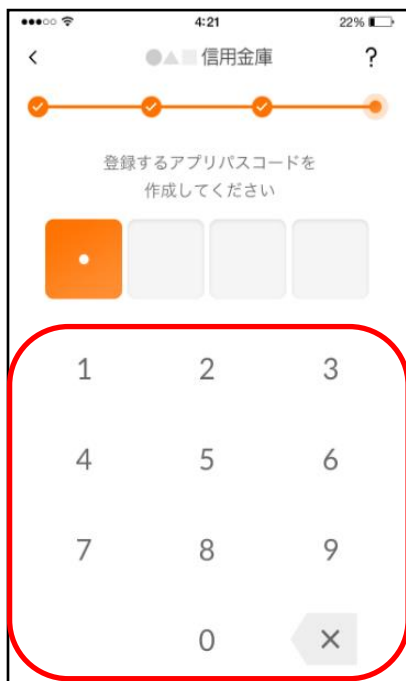 4:21
22%
●▲■信用金庫
?
登録するアプリパスコードを
作成してください
1 2 3
4 5 6
7 8 9
0 ×